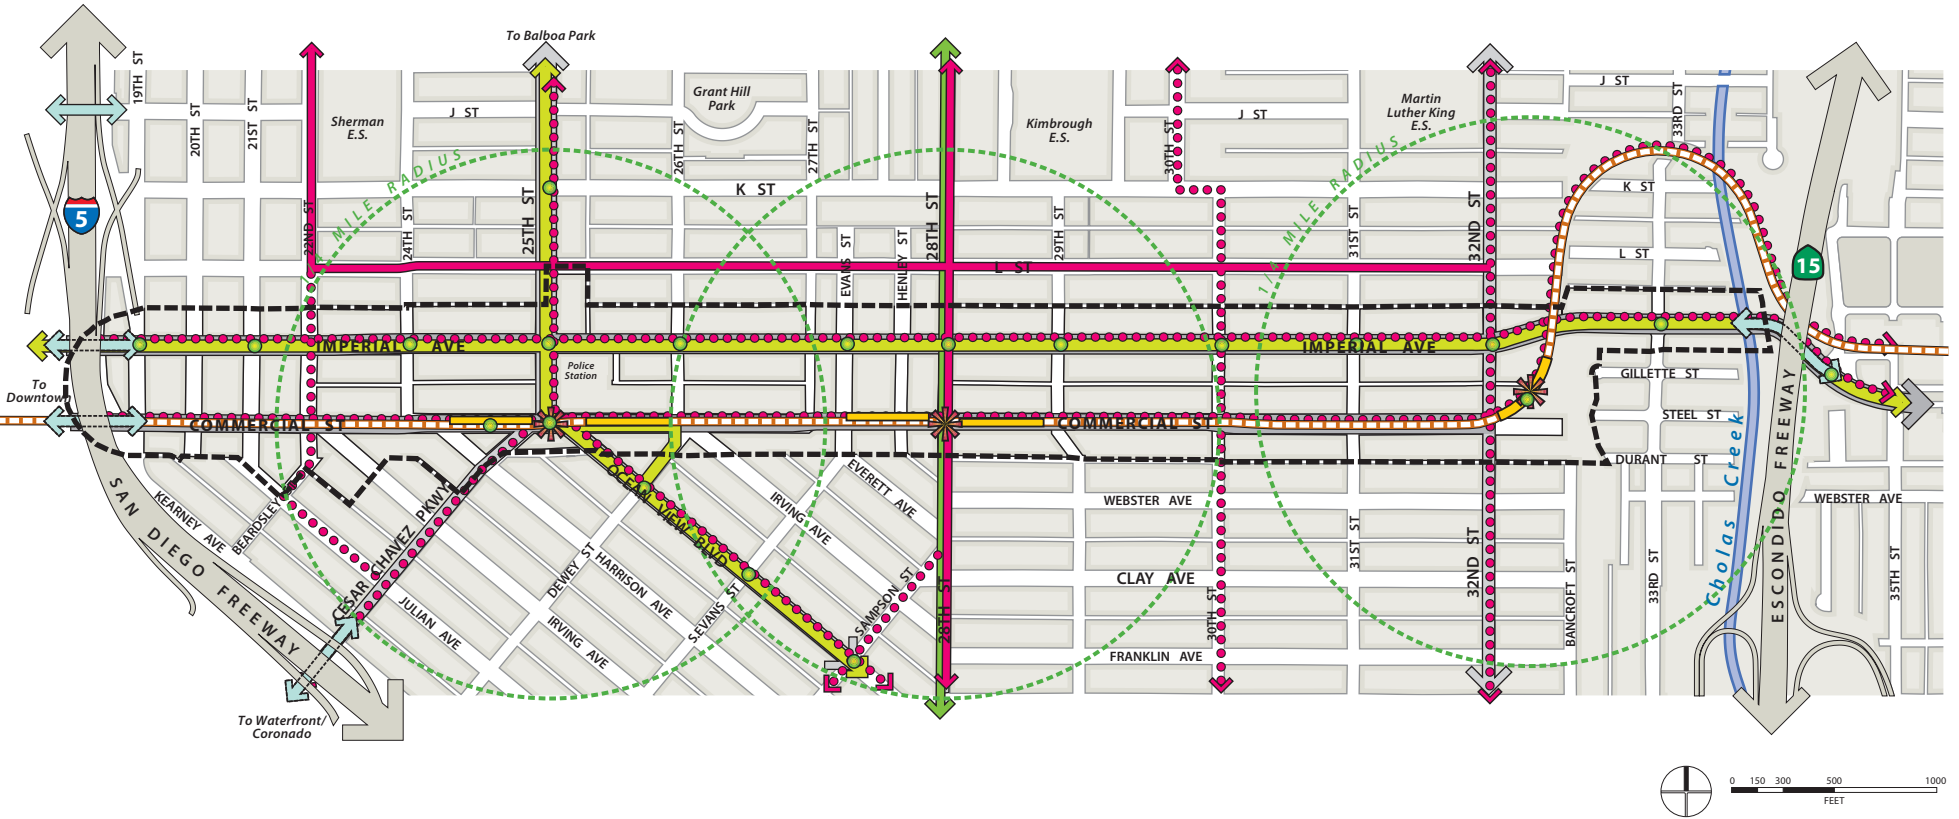 To Balboa Park
19TH ST
20TH ST
21ST ST
Sherman
E.S.
J ST
Grant Hill
Park
26TH ST
27TH ST
Kimbrough
E.S.
30TH ST
J ST
Martin
Luther King
E.S.
J ST
33RD ST
MILE RADIUS
K ST
1/4 MILE RADIUS
K ST
5
22ND ST
24TH ST
25TH ST
EVANS ST
HENLEY ST
28TH ST
29TH ST
31ST ST
32ND ST
L ST
L ST
15
IMPERIAL AVE
IMPERIAL AVE
Police
Station
To
Downtown
GILLETTE ST
COMMERCIAL ST
COMMERCIAL ST
STEEL ST
DURANT ST
SAN DIEGO FREEWAY
KEARNEY AVE
BEARDSLEY
CESAR CHAVEZ PKWY
JULIAN AVE
OCEAN VIEW BLVD
DEWEY ST
HARRISON AVE
IRVING AVE
S.EVANS ST
IRVING AVE
EVERETT AVE
SAMPSON ST
28TH ST
WEBSTER AVE
CLAY AVE
FRANKLIN AVE
30TH ST
31ST ST
32ND ST
BANCROFT ST
33RD ST
Cholas Creek
ESCONDIDO FREEWAY
WEBSTER AVE
35TH ST
To Waterfront/
Coronado
0 150 300 500 1000
FEET